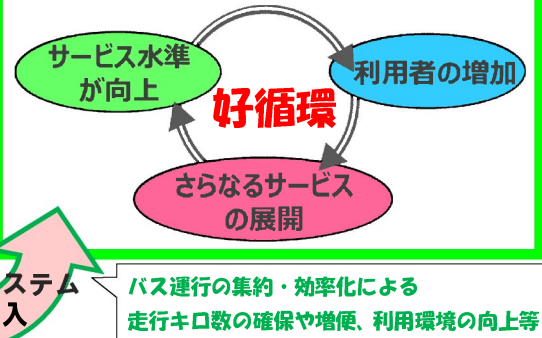 サービス水準
が向上
利用者の増加
好循環
さらなるサービス
の展開
ステム
入
バス運行の集約・効率化による
走行キロ数の確保や増便、利用環境の向上等